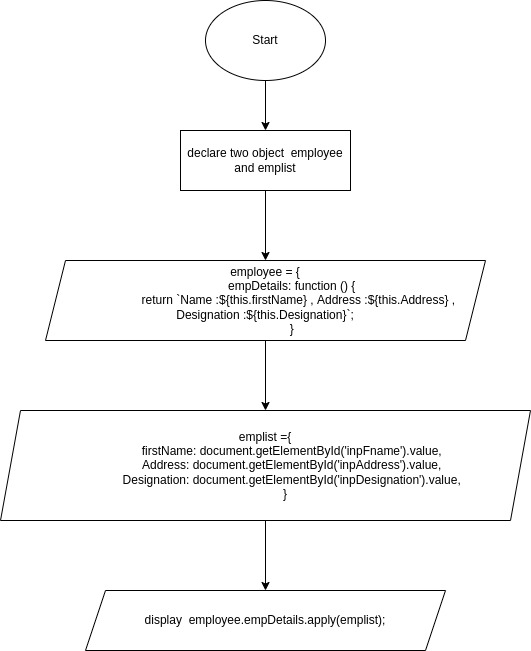 Start
declare two object  employee
and emplist
employee = {
empDetails: function () {
return `Name :${this.firstName} , Address :${this.Address} ,
Designation :${this.Designation}`;
}
emplist ={
firstName: document.getElementById('inpFname').value,
Address: document.getElementById('inpAddress').value,
Designation: document.getElementById('inpDesignation').value,
}
display  employee.empDetails.apply(emplist);